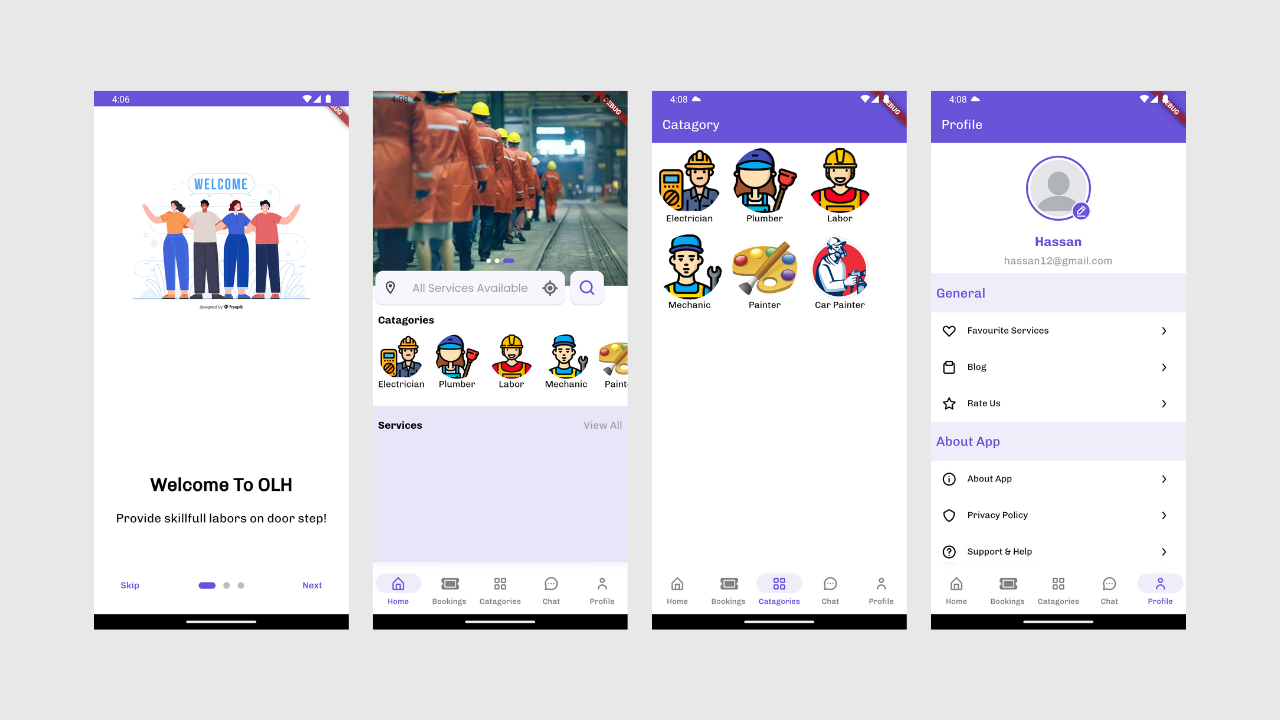 4:06
WELCOME
designed by freepik
Welcome To OLH
Provide skillfull labors on door step!
Skip
Next
4:08
DEBUG
All Services Available
Catagories
Electrician
Plumber
Labor
Mechanic
Paint
Services
View All
Home
Bookings
Catagories
Chat
Profile
4:08
Catagory
Electrician
Plumber
Labor
Mechanic
Painter
Car Painter
Home
Bookings
Catagories
Chat
Profile
4:08
Profile
Hassan
hassan12@gmail.com
General
Favourite Services
Blog
Rate Us
About App
About App
Privacy Policy
Support & Help
Home
Bookings
Catagories
Chat
Profile